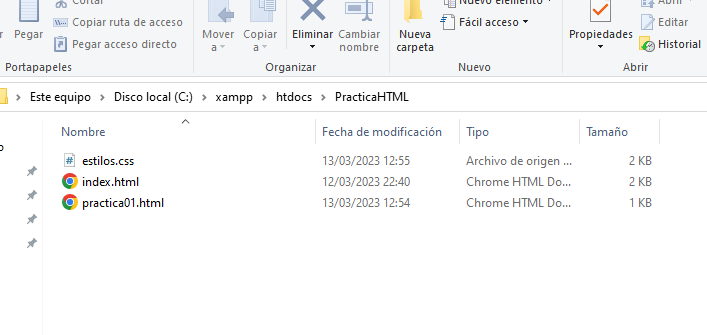 Cortar
Pegar
Copiar ruta de acceso
Pegar acceso directo
Mover a
Copiar a
Eliminar
Cambiar nombre
Nueva carpeta
Nuevo elemento
Fácil acceso
Propiedades
Abrir
Editar
Historial
Portapapeles
Organizar
Nuevo
Abrir
Este equipo > Disco local (C:) > xampp > htdocs > PracticaHTML
Nombre Fecha de modificación Tipo Tamaño
estilos.css 13/03/2023 12:55 Archivo de origen ... 2 KB
index.html 12/03/2023 22:40 Chrome HTML Do... 2 KB
practica01.html 13/03/2023 12:54 Chrome HTML Do... 1 KB